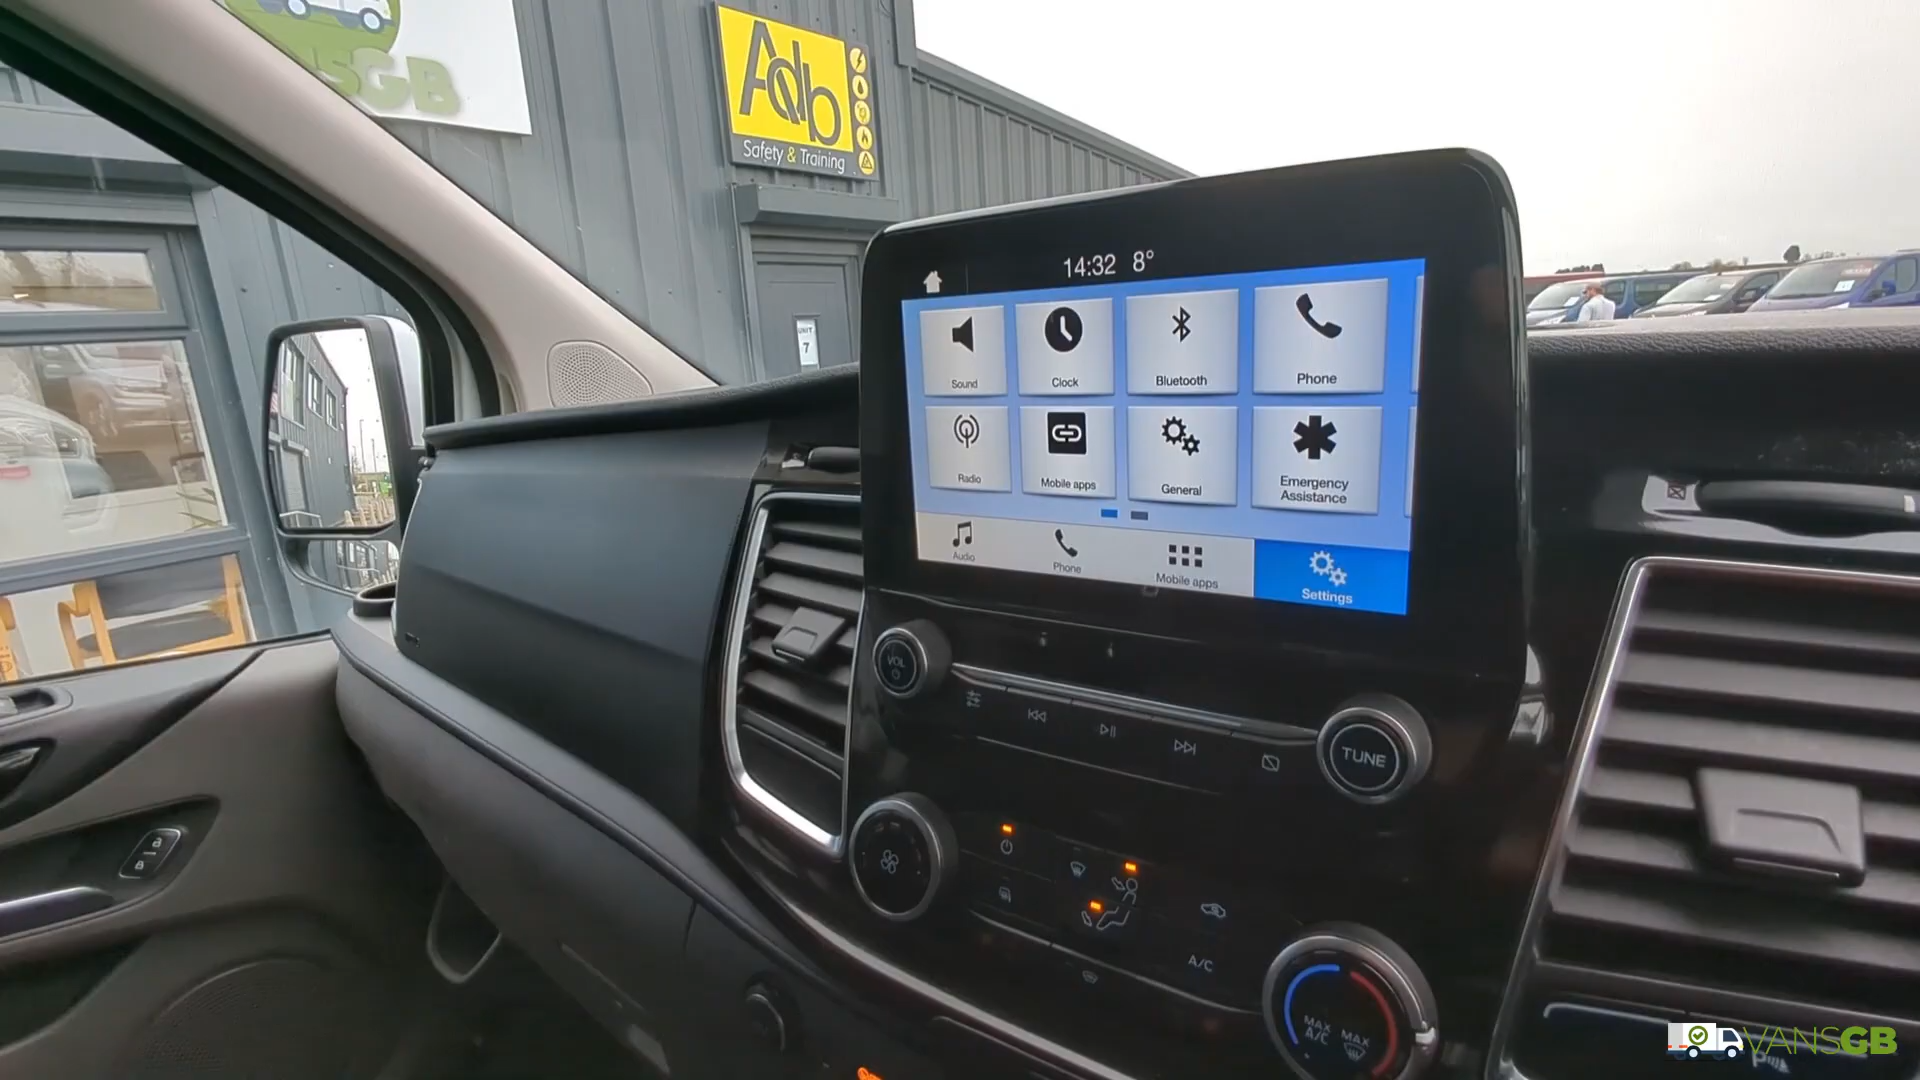 SGB
Adb
Safety & Training
UNIT
7
14:32 8°
Sound
Clock
Bluetooth
Phone
Radio
Mobile apps
General
Emergency
Assistance
Audio
Phone
Mobile apps
Settings
VOL
TUNE
A/C
MAX
A/C
MAX
VANSGB